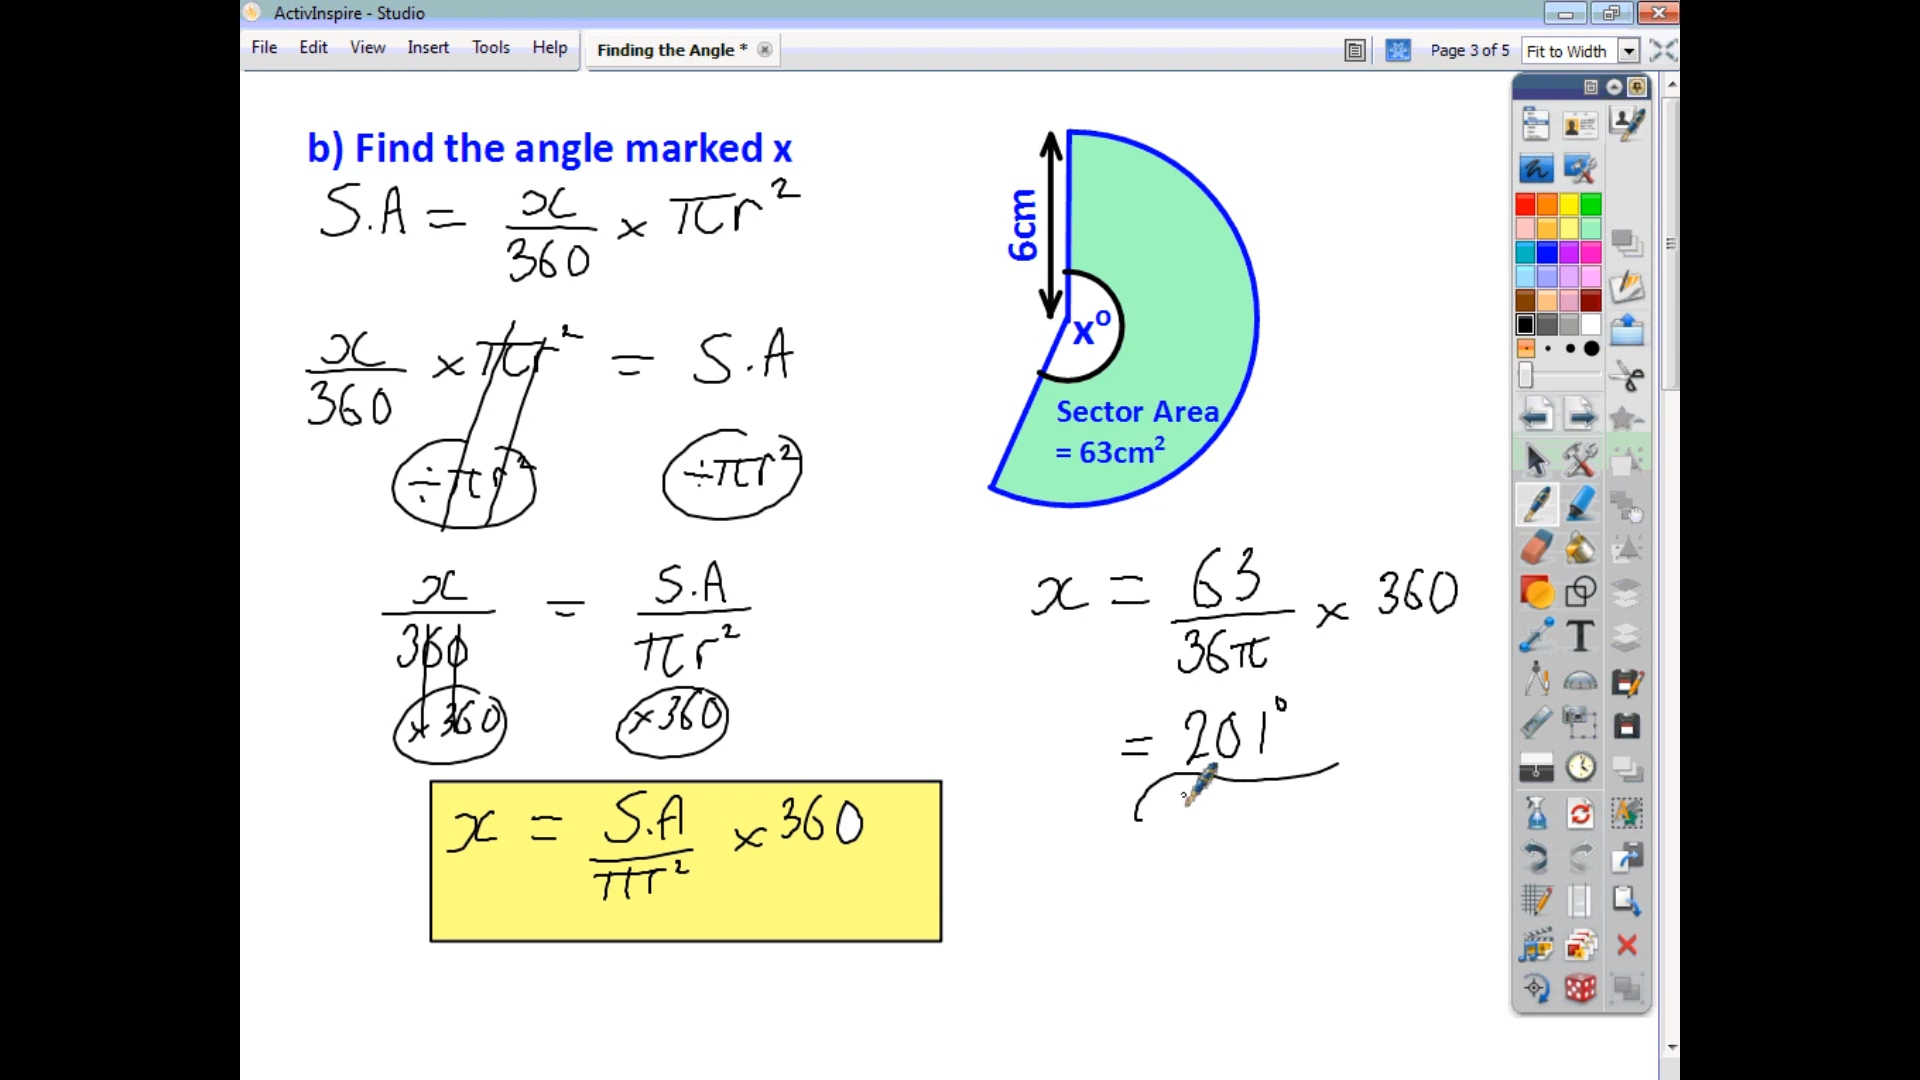 ActivInspire - Studio
File Edit View Insert Tools Help
Finding the Angle *
Page 3 of 5
Fit to Width
b) Find the angle marked x
S.A = x/360 × πr²
x/360 × πr² = S.A
÷πr² ÷πr²
x/360 = S.A/πr²
×360 ×360
x = S.A/πr² × 360
6cm
x°
Sector Area
= 63cm²
x = 63/36π × 360
= 201°